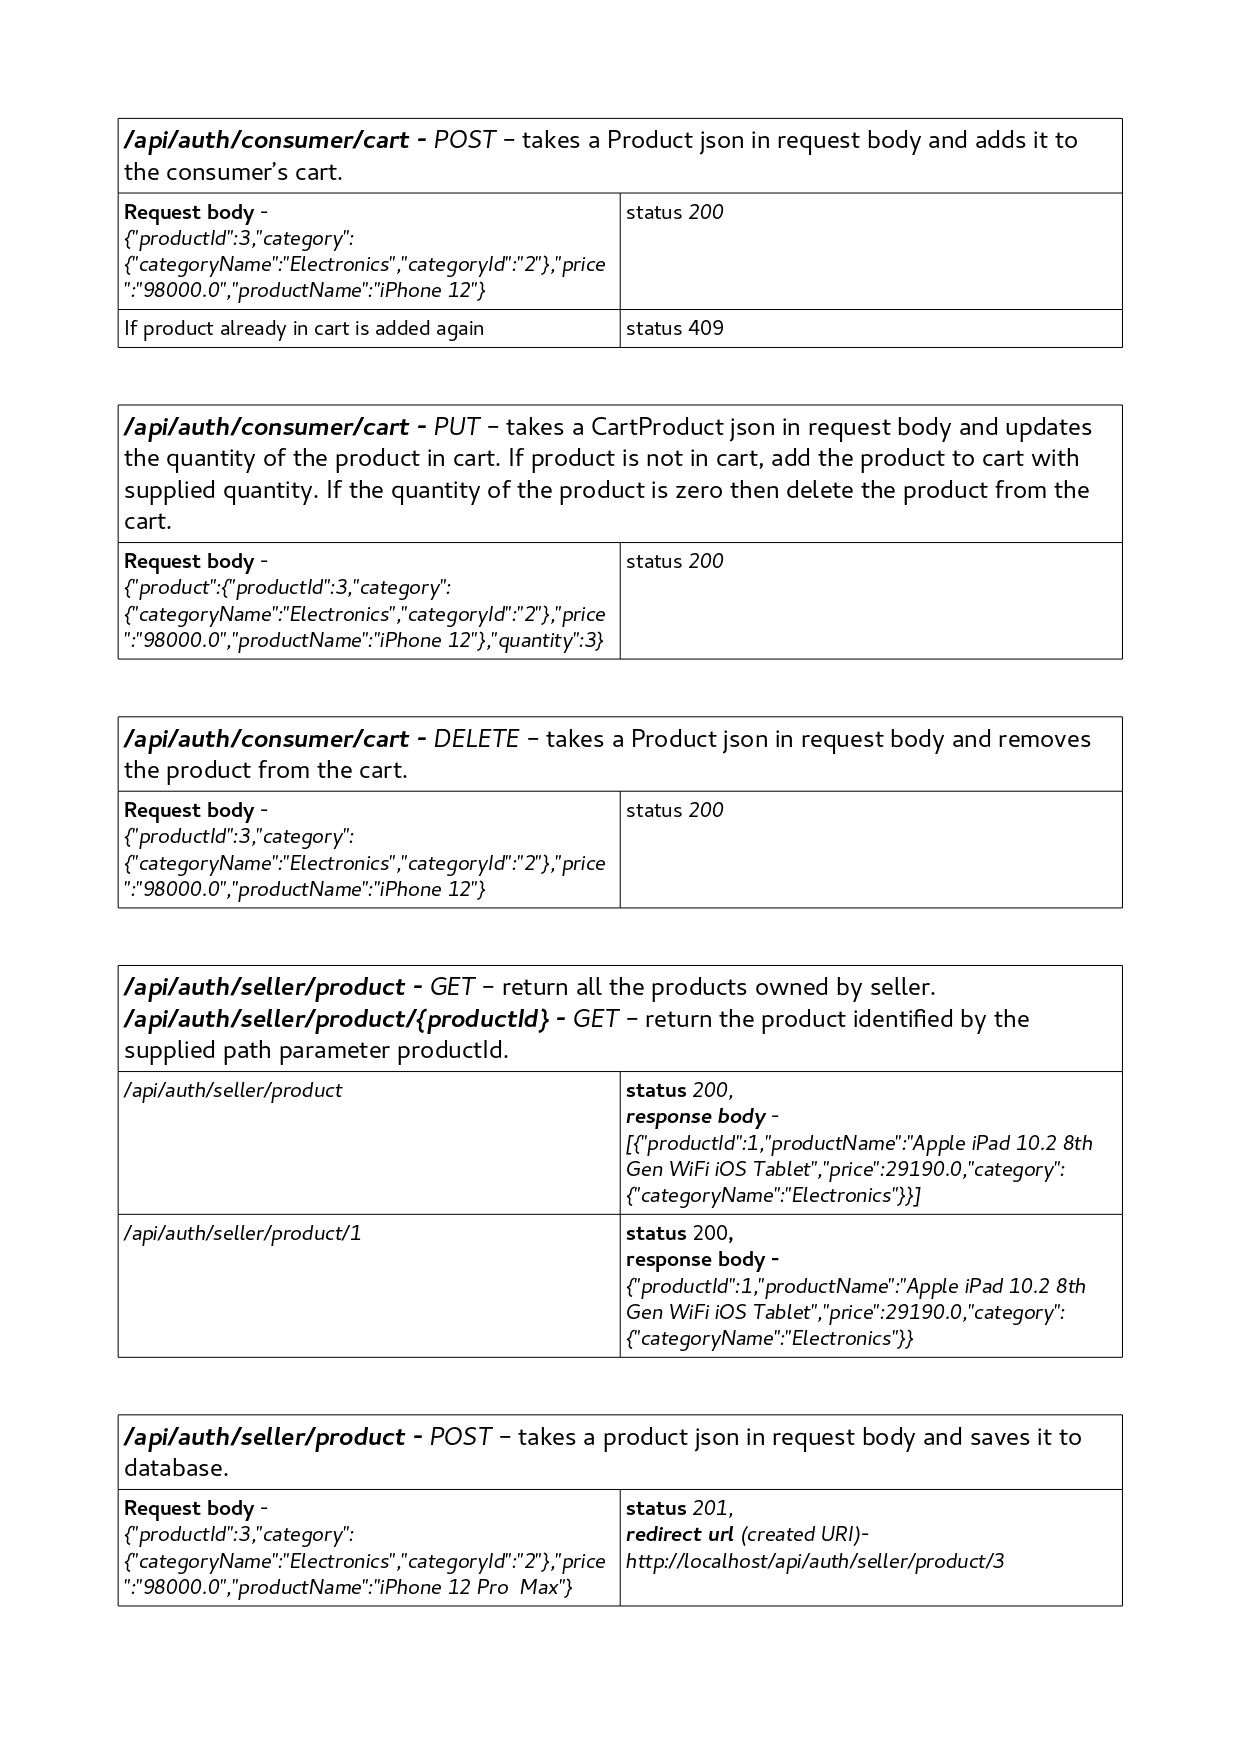 /api/auth/consumer/cart - POST – takes a Product json in request body and adds it to
the consumer’s cart.
Request body -
{"productId":3,"category":
{"categoryName":"Electronics","categoryId":"2"},"price
":"98000.0","productName":"iPhone 12"}
status 200
If product already in cart is added again
status 409
/api/auth/consumer/cart - PUT – takes a CartProduct json in request body and updates
the quantity of the product in cart. If product is not in cart, add the product to cart with
supplied quantity. If the quantity of the product is zero then delete the product from the
cart.
Request body -
{"product":{"productId":3,"category":
{"categoryName":"Electronics","categoryId":"2"},"price
":"98000.0","productName":"iPhone 12"},"quantity":3}
status 200
/api/auth/consumer/cart - DELETE – takes a Product json in request body and removes
the product from the cart.
Request body -
{"productId":3,"category":
{"categoryName":"Electronics","categoryId":"2"},"price
":"98000.0","productName":"iPhone 12"}
status 200
/api/auth/seller/product - GET – return all the products owned by seller.
/api/auth/seller/product/{productId} - GET – return the product identified by the
supplied path parameter productId.
/api/auth/seller/product
status 200,
response body -
[{"productId":1,"productName":"Apple iPad 10.2 8th
Gen WiFi iOS Tablet","price":29190.0,"category":
{"categoryName":"Electronics"}}]
/api/auth/seller/product/1
status 200,
response body -
{"productId":1,"productName":"Apple iPad 10.2 8th
Gen WiFi iOS Tablet","price":29190.0,"category":
{"categoryName":"Electronics"}}
/api/auth/seller/product - POST – takes a product json in request body and saves it to
database.
Request body -
{"productId":3,"category":
{"categoryName":"Electronics","categoryId":"2"},"price
":"98000.0","productName":"iPhone 12 Pro  Max"}
status 201,
redirect url (created URI)-
http://localhost/api/auth/seller/product/3